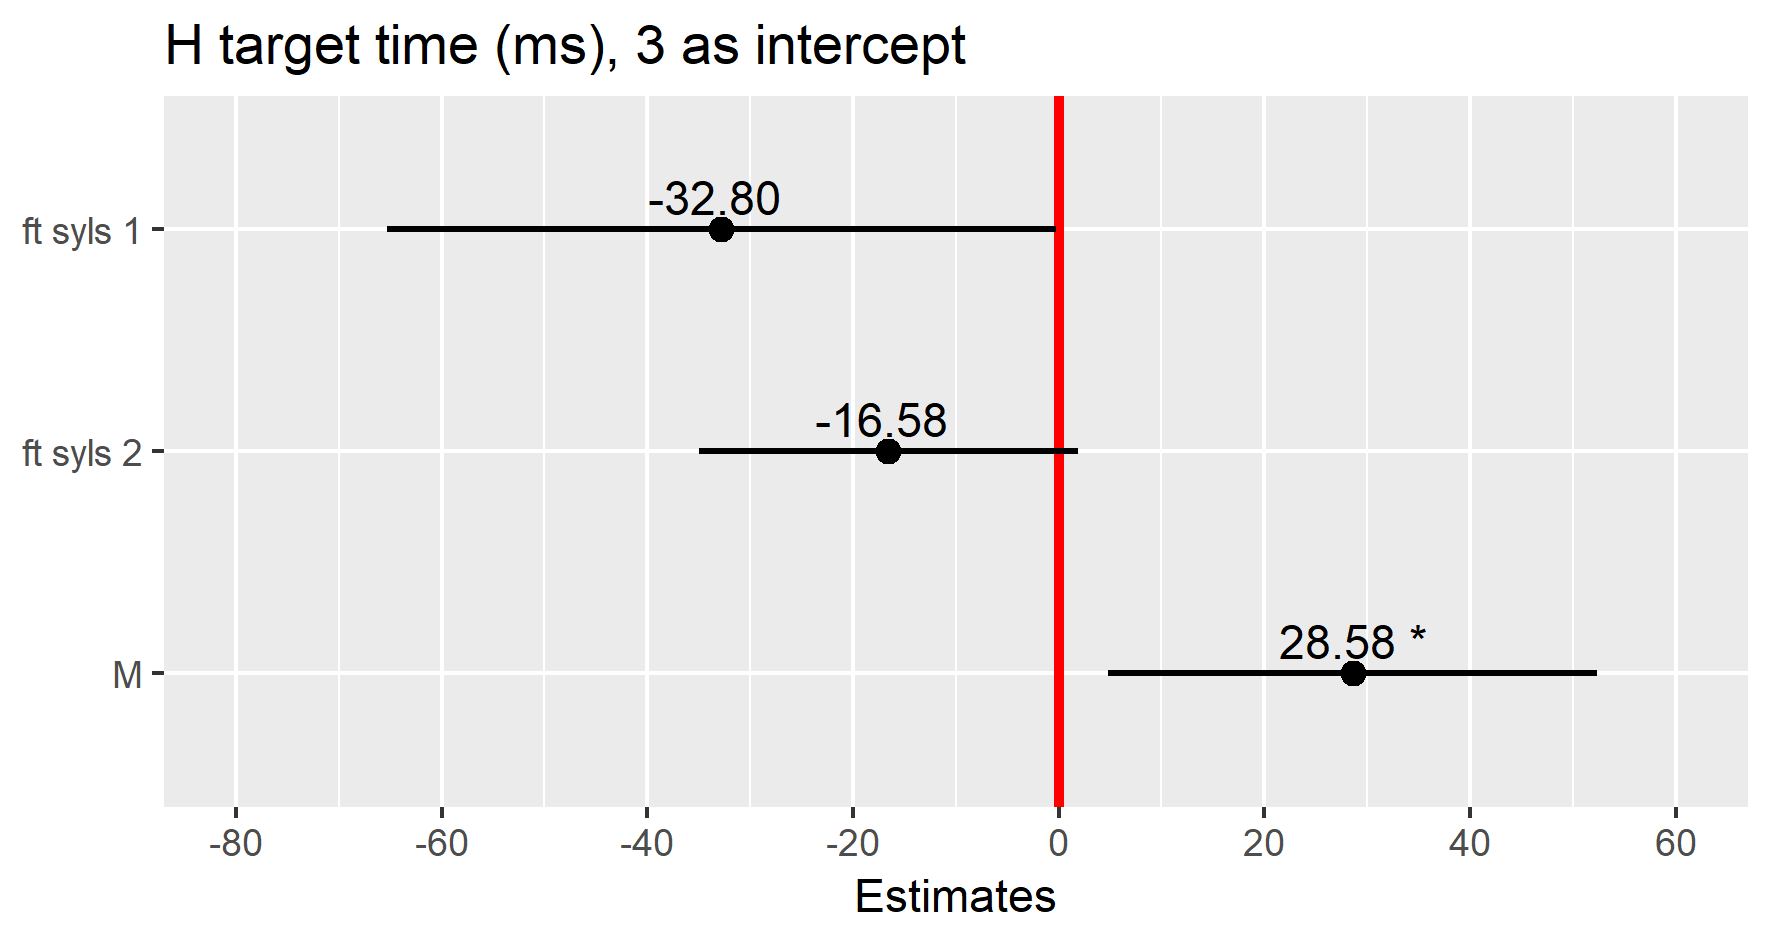 H target time (ms), 3 as intercept
ft syls 1
-32.80
ft syls 2
-16.58
M
28.58 *
-80 -60 -40 -20 0 20 40 60
Estimates